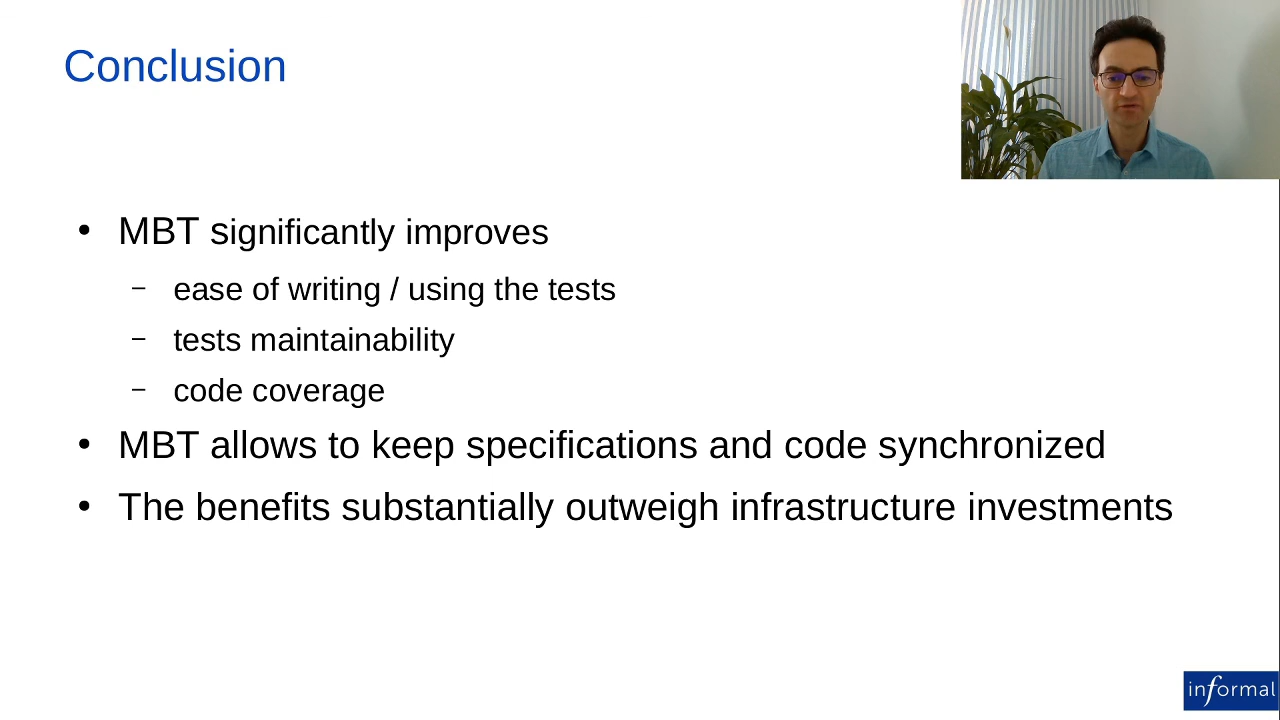 Conclusion
• MBT significantly improves
– ease of writing / using the tests
– tests maintainability
– code coverage
• MBT allows to keep specifications and code synchronized
• The benefits substantially outweigh infrastructure investments
informal